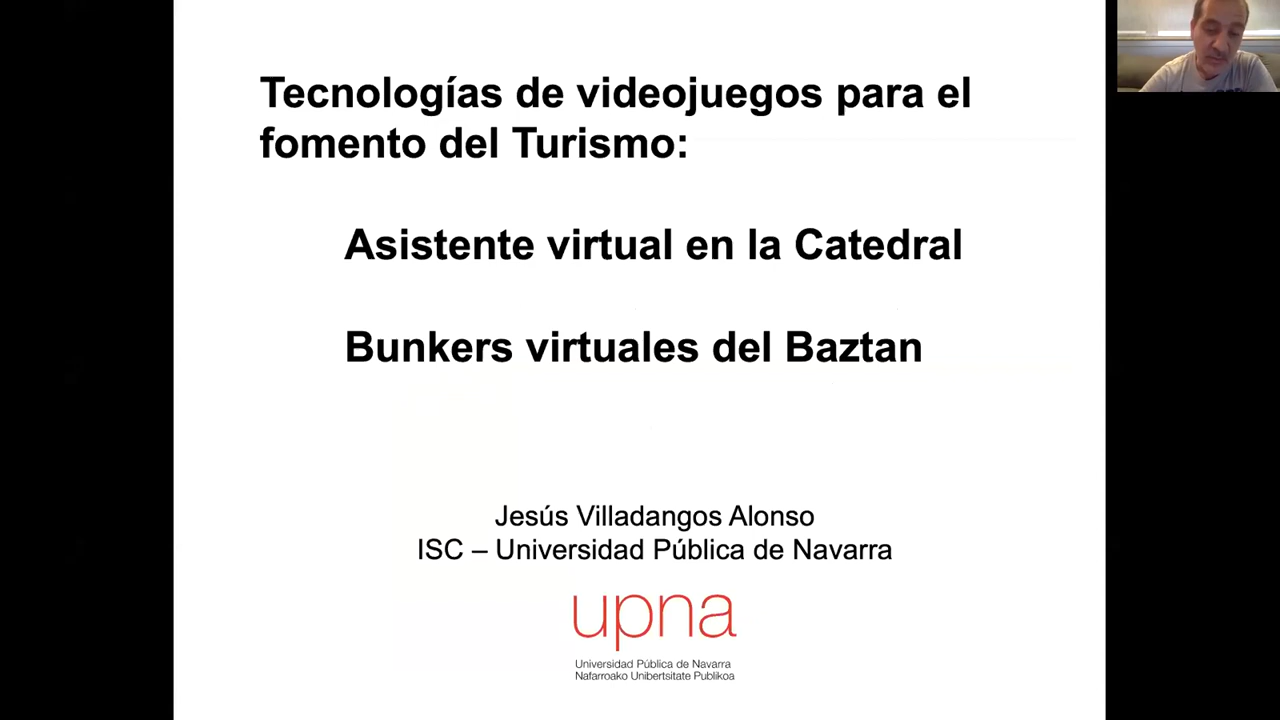 Tecnologías de videojuegos para el
fomento del Turismo:
Asistente virtual en la Catedral
Bunkers virtuales del Baztan
Jesús Villadangos Alonso
ISC – Universidad Pública de Navarra
upna
Universidad Pública de Navarra
Nafarroako Unibertsitate Publikoa